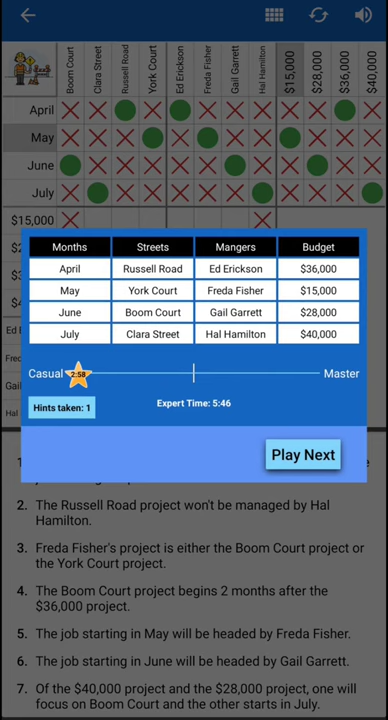 Boom Court
Clara Street
Russell Road
York Court
Ed Erickson
Freda Fisher
Gail Garrett
Hal Hamilton
$15,000
$28,000
$36,000
$40,000
April
May
June
July
$15,000
Months Streets Mangers Budget
April Russell Road Ed Erickson $36,000
May York Court Freda Fisher $15,000
June Boom Court Gail Garrett $28,000
July Clara Street Hal Hamilton $40,000
Casual 2:58 Master
Hints taken: 1
Expert Time: 5:46
Play Next
2. The Russell Road project won't be managed by Hal
Hamilton.
3. Freda Fisher's project is either the Boom Court project or
the York Court project.
4. The Boom Court project begins 2 months after the
$36,000 project.
5. The job starting in May will be headed by Freda Fisher.
6. The job starting in June will be headed by Gail Garrett.
7. Of the $40,000 project and the $28,000 project, one will
focus on Boom Court and the other starts in July.